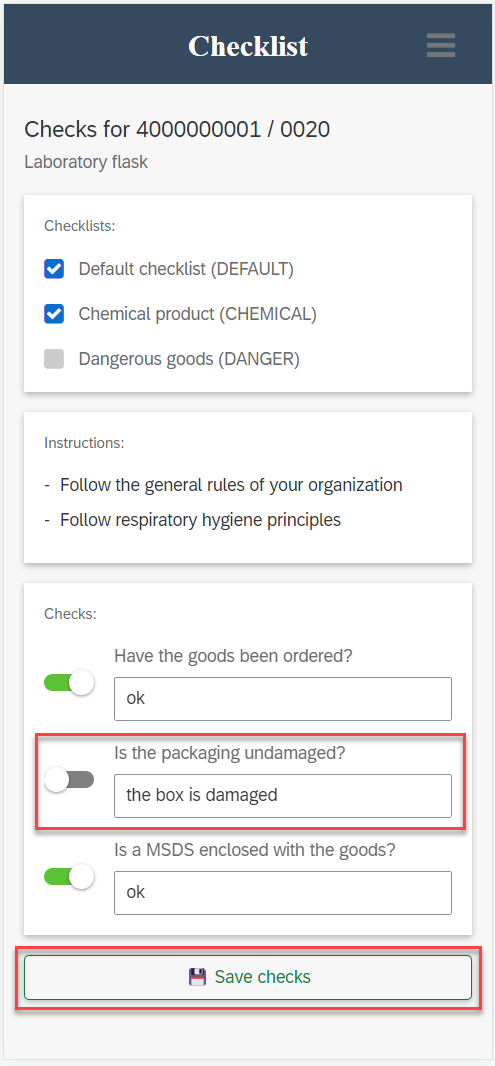 Checklist
Checks for 4000000001 / 0020
Laboratory flask
Checklists:
Default checklist (DEFAULT)
Chemical product (CHEMICAL)
Dangerous goods (DANGER)
Instructions:
- Follow the general rules of your organization
- Follow respiratory hygiene principles
Checks:
Have the goods been ordered?
ok
Is the packaging undamaged?
the box is damaged
Is a MSDS enclosed with the goods?
ok
Save checks